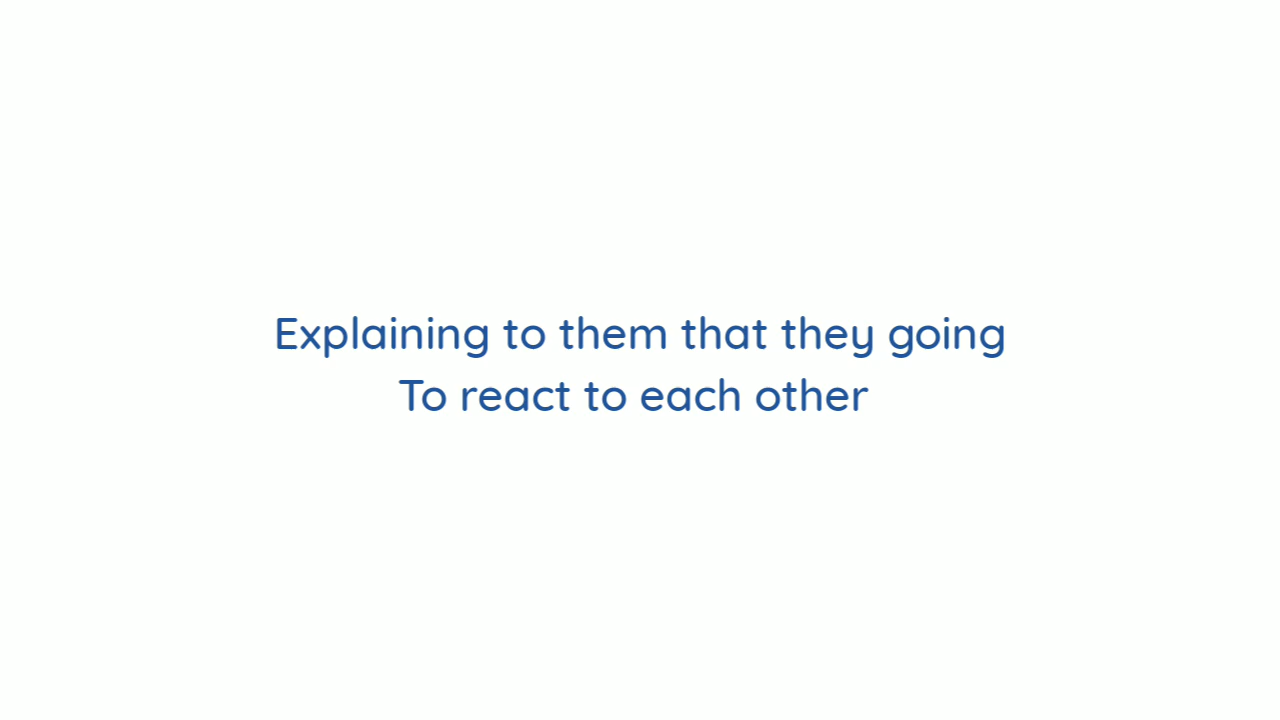 Explaining to them that they going
To react to each other